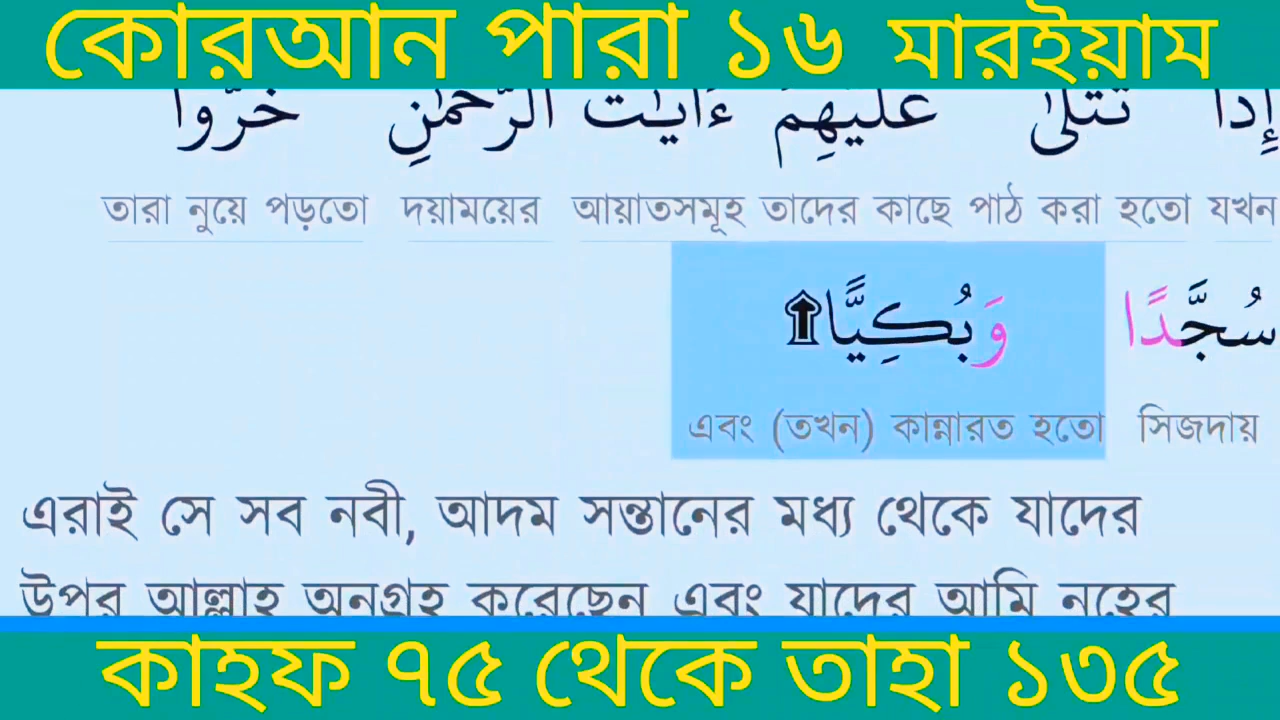 কোরআন পারা ১৬ মারইয়াম
إِذَا تُتْلَىٰ عَلَيْهِمْ ءَايَٰتُ الرَّحْمَٰنِ خَرُّوا
তারা নুয়ে পড়তো দয়াময়ের আয়াতসমূহ তাদের কাছে পাঠ করা হতো যখন
سُجَّدًا وَبُكِيًّا۩
এবং (তখন) কান্নারত হতো সিজদায়
এরাই সে সব নবী, আদম সন্তানের মধ্য থেকে যাদের
উপর আল্লাহ অনুগ্রহ করেছেন এবং যাদের আমি নূহের
কাহফ ৭৫ থেকে তাহা ১৩৫